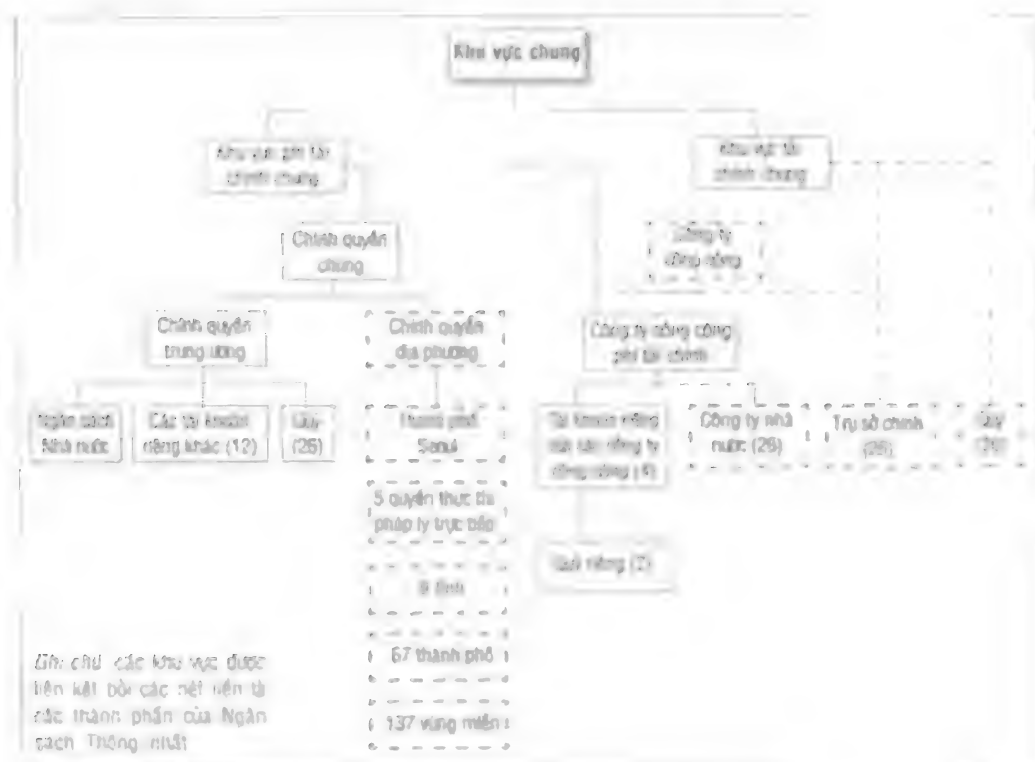 Khu vực chung
Khu vực phi tài
chính chung
Khu vực tài
chính chung
Chính quyền
chung
Công ty
công cộng
Chính quyền
trung ương
Chính quyền
địa phương
Công ty công cộng
phi tài chính
Ngân sách
Nhà nước
Các tài khoản
riêng khác (12)
Quỹ
(26)
Thành phố
Seoul
Tài khoản riêng
của các công ty
công cộng (4)
Công ty nhà
nước (26)
Trụ sở chính
(26)
Quỹ
5 quyền thực thi
pháp lý trực tiếp
Quỹ riêng (2)
9 tỉnh
67 thành phố
137 vùng miền
Ghi chú: các khu vực được
liên kết bởi các nét liền là
các thành phần của Ngân
sách Thống nhất